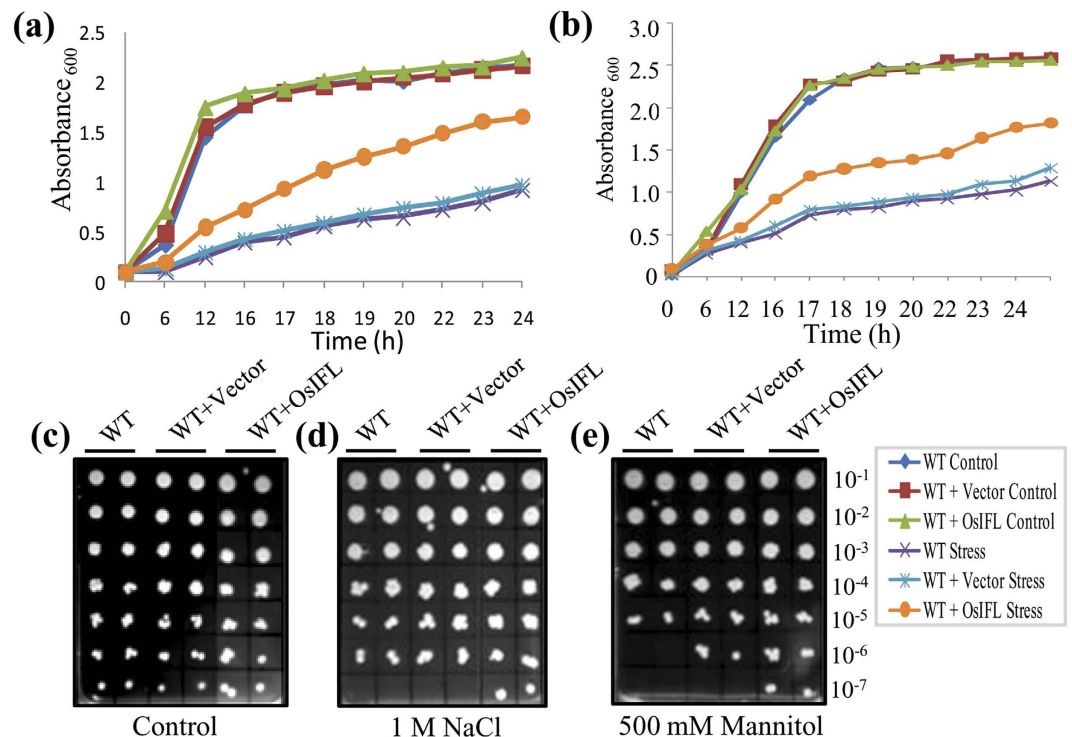 (a)
Absorbance600
2.5
2
1.5
1
0.5
0
0 6 12 16 17 18 19 20 22 23 24
Time (h)
(b)
Absorbance 600
3.0
2.5
2.0
1.5
1.0
0.5
0
0 6 12 16 17 18 19 20 22 23 24
Time (h)
(c)
WT
WT+Vector
WT+OsIFL
Control
(d)
WT
WT+Vector
WT+OsIFL
1 M NaCl
(e)
WT
WT+Vector
WT+OsIFL
500 mM Mannitol
10-1
10-2
10-3
10-4
10-5
10-6
10-7
WT Control
WT + Vector Control
WT + OsIFL Control
WT Stress
WT + Vector Stress
WT + OsIFL Stress